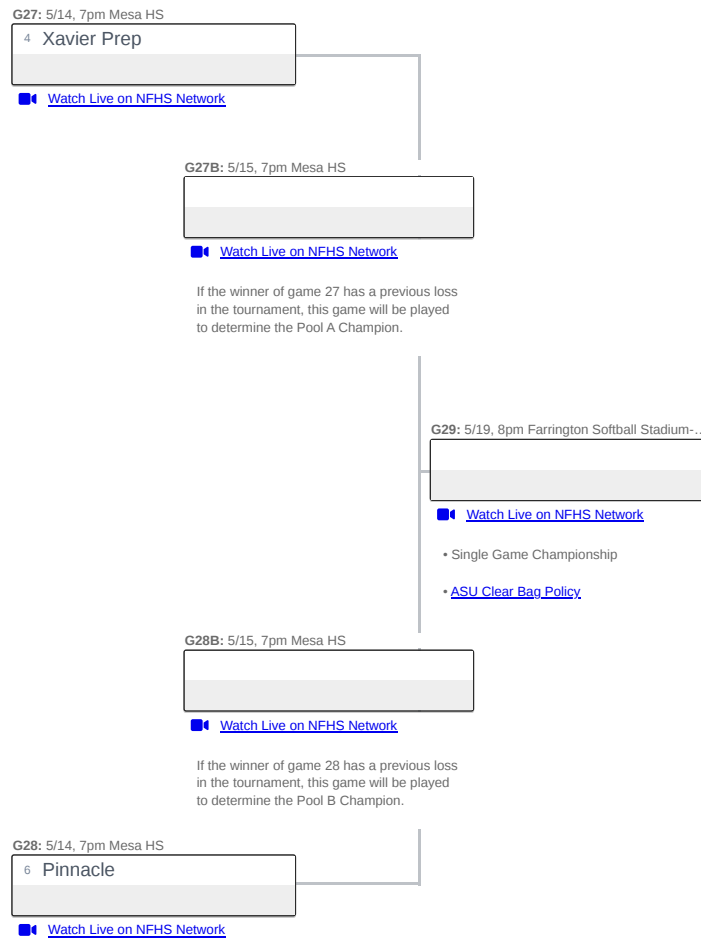 G27: 5/14, 7pm Mesa HS
4 Xavier Prep
Watch Live on NFHS Network
G27B: 5/15, 7pm Mesa HS
Watch Live on NFHS Network
If the winner of game 27 has a previous loss
in the tournament, this game will be played
to determine the Pool A Champion.
G29: 5/19, 8pm Farrington Softball Stadium-...
Watch Live on NFHS Network
• Single Game Championship
• ASU Clear Bag Policy
G28B: 5/15, 7pm Mesa HS
Watch Live on NFHS Network
If the winner of game 28 has a previous loss
in the tournament, this game will be played
to determine the Pool B Champion.
G28: 5/14, 7pm Mesa HS
6 Pinnacle
Watch Live on NFHS Network